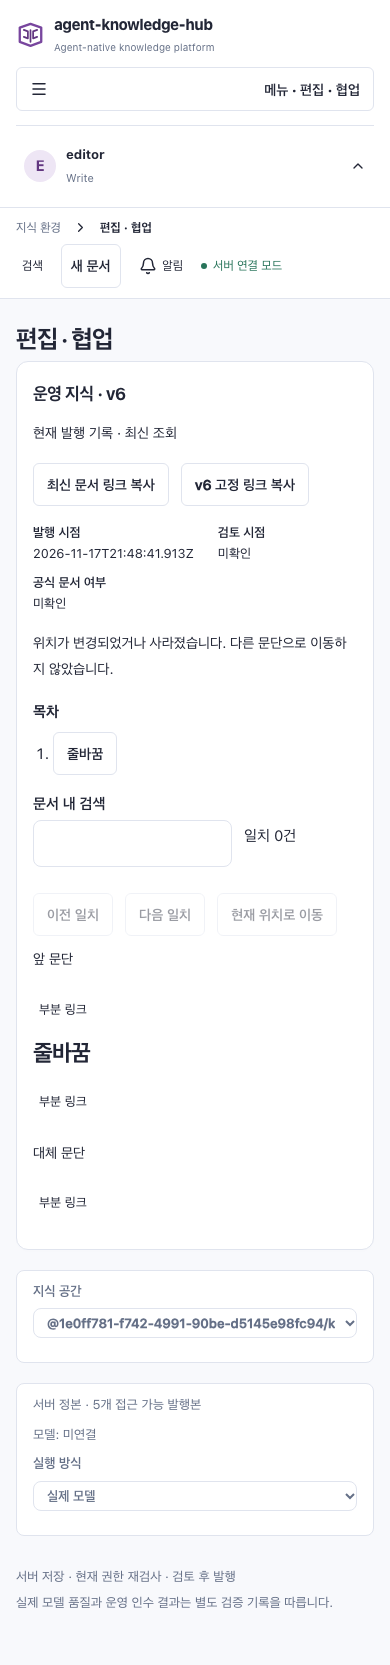 agent-knowledge-hub
Agent-native knowledge platform
메뉴 · 편집 · 협업
E
editor
Write
지식 환경 > 편집 · 협업
검색
새 문서
알림
서버 연결 모드
편집 · 협업
운영 지식 · v6
현재 발행 기록 · 최신 조회
최신 문서 링크 복사
v6 고정 링크 복사
발행 시점
2026-11-17T21:48:41.913Z
검토 시점
미확인
공식 문서 여부
미확인
위치가 변경되었거나 사라졌습니다. 다른 문단으로 이동하
지 않았습니다.
목차
1. 줄바꿈
문서 내 검색
일치 0건
이전 일치
다음 일치
현재 위치로 이동
앞 문단
부분 링크
줄바꿈
부분 링크
대체 문단
부분 링크
지식 공간
@1e0ff781-f742-4991-90be-d5145e98fc94/k
서버 정본 · 5개 접근 가능 발행본
모델: 미연결
실행 방식
실제 모델
서버 저장 · 현재 권한 재검사 · 검토 후 발행
실제 모델 품질과 운영 인수 결과는 별도 검증 기록을 따릅니다.